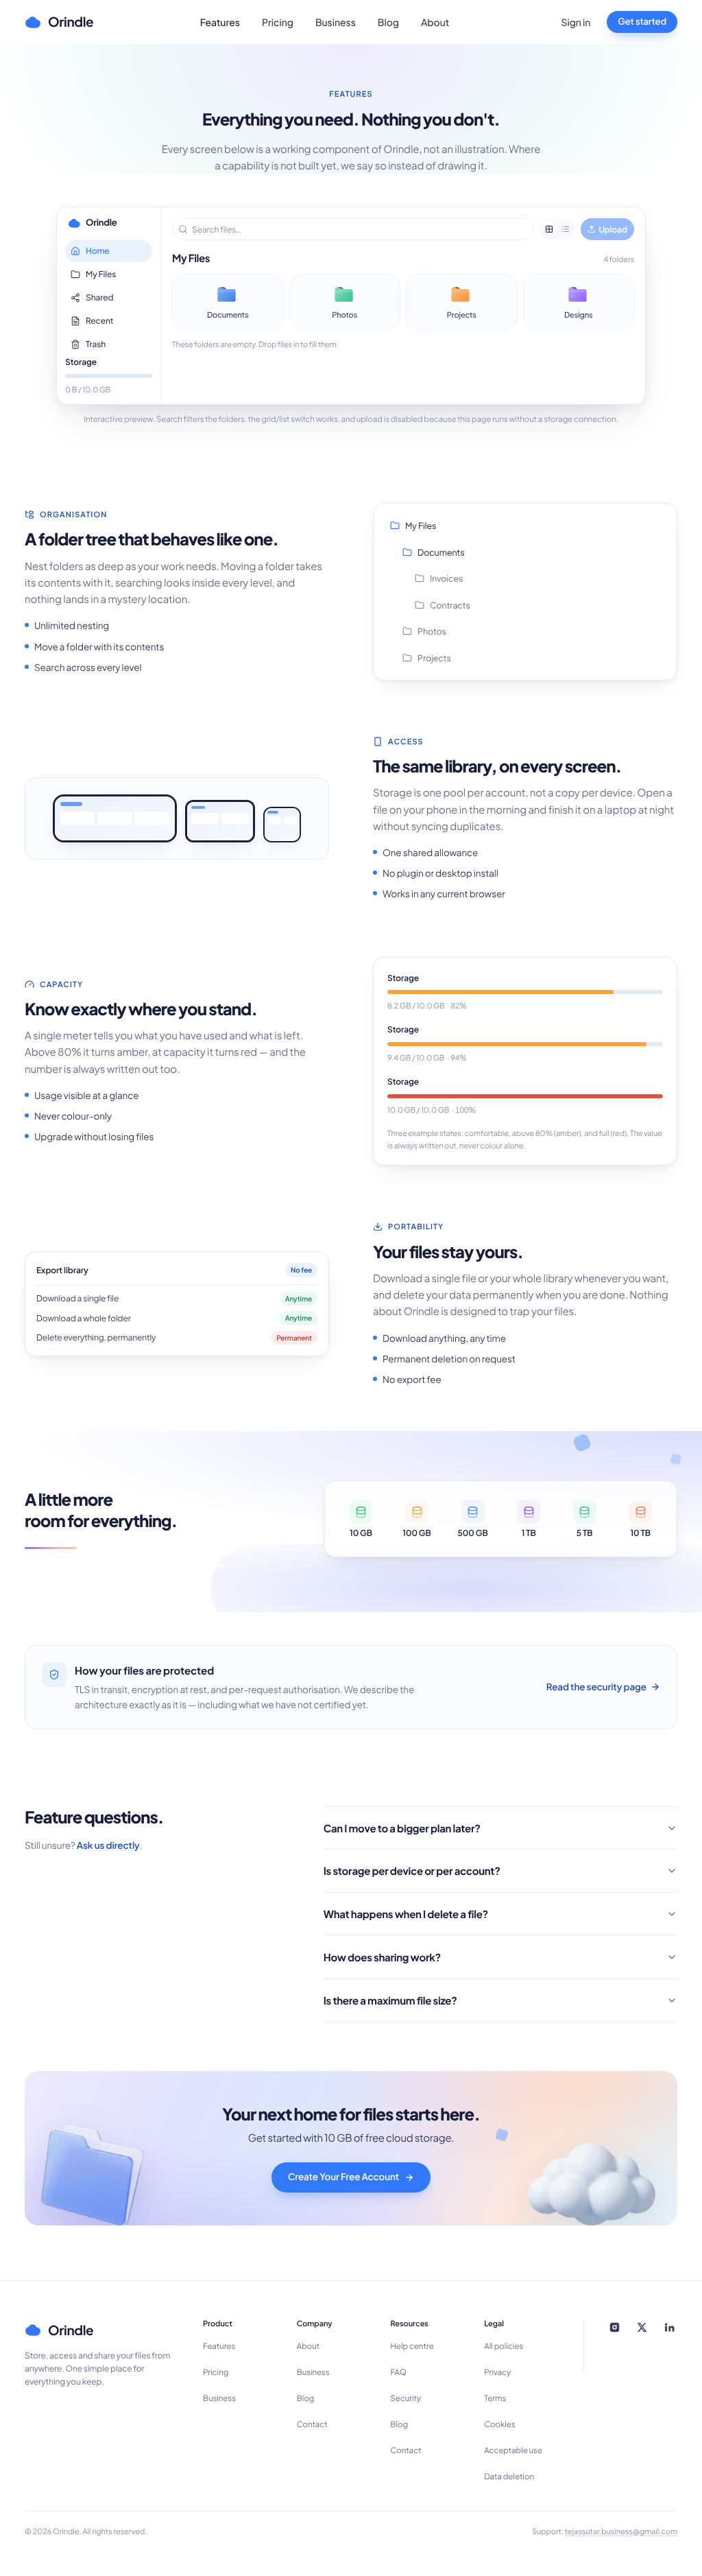 Orindle
Features
Pricing
Business
Blog
About
Sign in
Get started
FEATURES
Everything you need. Nothing you don't.
Every screen below is a working component of Orindle, not an illustration. Where
a capability is not built yet, we say so instead of drawing it.
Orindle
Home
My Files
Shared
Recent
Trash
Storage
0 B / 10.0 GB
Search files...
Upload
My Files
4 folders
Documents
Photos
Projects
Designs
These folders are empty. Drop files in to fill them.
Interactive preview. Search filters the folders, the grid/list switch works, and upload is disabled because this page runs without a storage connection.
ORGANISATION
A folder tree that behaves like one.
Nest folders as deep as your work needs. Moving a folder takes
its contents with it, searching looks inside every level, and
nothing lands in a mystery location.
Unlimited nesting
Move a folder with its contents
Search across every level
My Files
Documents
Invoices
Contracts
Photos
Projects
ACCESS
The same library, on every screen.
Storage is one pool per account, not a copy per device. Open a
file on your phone in the morning and finish it on a laptop at night
without syncing duplicates.
One shared allowance
No plugin or desktop install
Works in any current browser
CAPACITY
Know exactly where you stand.
A single meter tells you what you have used and what is left.
Above 80% it turns amber, at capacity it turns red — and the
number is always written out too.
Usage visible at a glance
Never colour-only
Upgrade without losing files
Storage
8.2 GB / 10.0 GB · 82%
Storage
9.4 GB / 10.0 GB · 94%
Storage
10.0 GB / 10.0 GB · 100%
Three example states: comfortable, above 80% (amber), and full (red). The value
is always written out, never colour alone.
Export library
No fee
Download a single file
Anytime
Download a whole folder
Anytime
Delete everything, permanently
Permanent
PORTABILITY
Your files stay yours.
Download a single file or your whole library whenever you want,
and delete your data permanently when you are done. Nothing
about Orindle is designed to trap your files.
Download anything, any time
Permanent deletion on request
No export fee
A little more
room for everything.
10 GB
100 GB
500 GB
1 TB
5 TB
10 TB
How your files are protected
TLS in transit, encryption at rest, and per-request authorisation. We describe the
architecture exactly as it is — including what we have not certified yet.
Read the security page
Feature questions.
Still unsure? Ask us directly.
Can I move to a bigger plan later?
Is storage per device or per account?
What happens when I delete a file?
How does sharing work?
Is there a maximum file size?
Your next home for files starts here.
Get started with 10 GB of free cloud storage.
Create Your Free Account
Orindle
Store, access and share your files from
anywhere. One simple place for
everything you keep.
Product
Features
Pricing
Business
Company
About
Business
Blog
Contact
Resources
Help centre
FAQ
Security
Blog
Contact
Legal
All policies
Privacy
Terms
Cookies
Acceptable use
Data deletion
© 2026 Orindle. All rights reserved.
Support: tejassutar.business@gmail.com